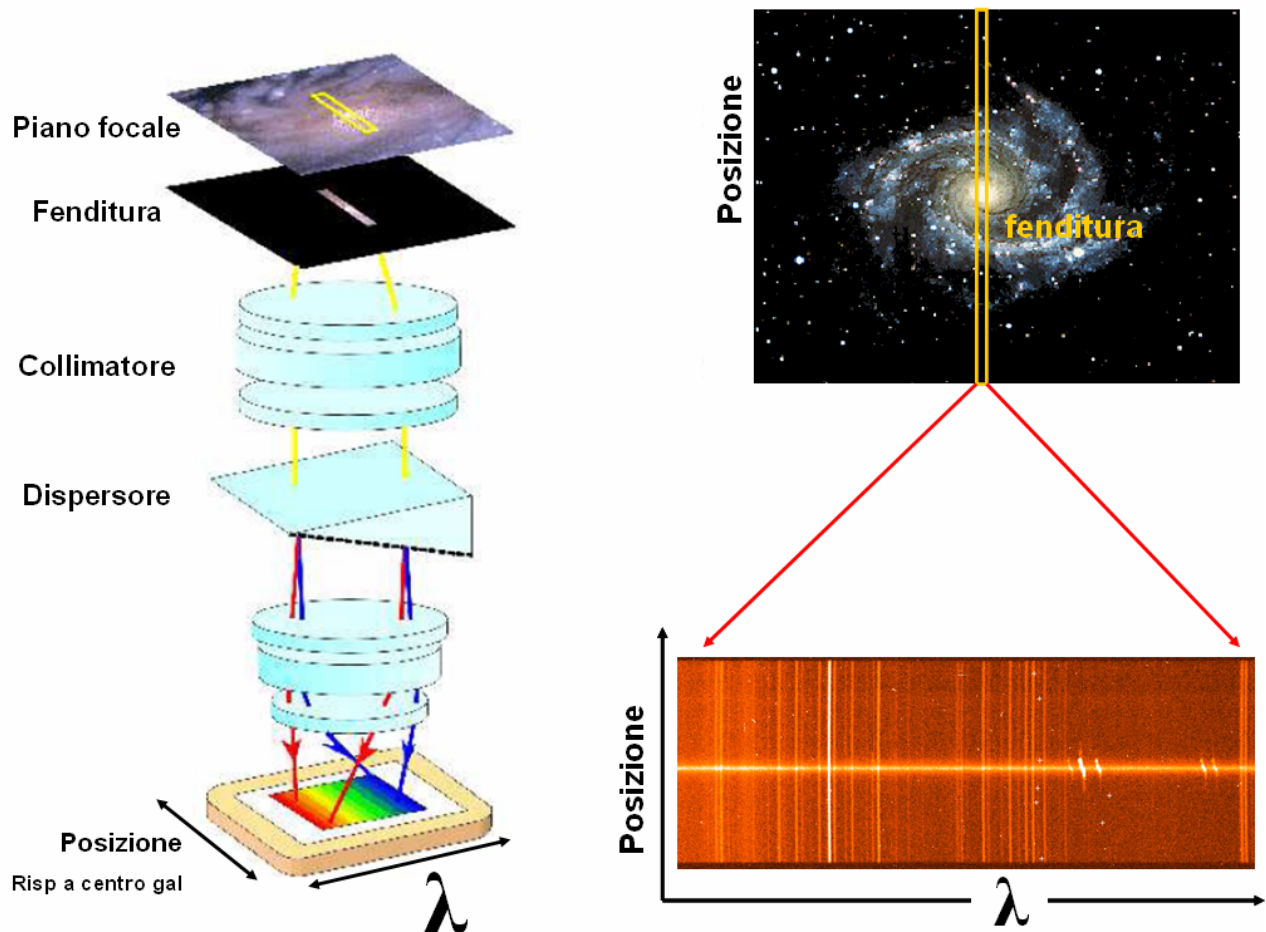 Piano focale
Fenditura
Collimatore
Dispersore
Posizione
Risp a centro gal
λ
Posizione
fenditura
Posizione
λ